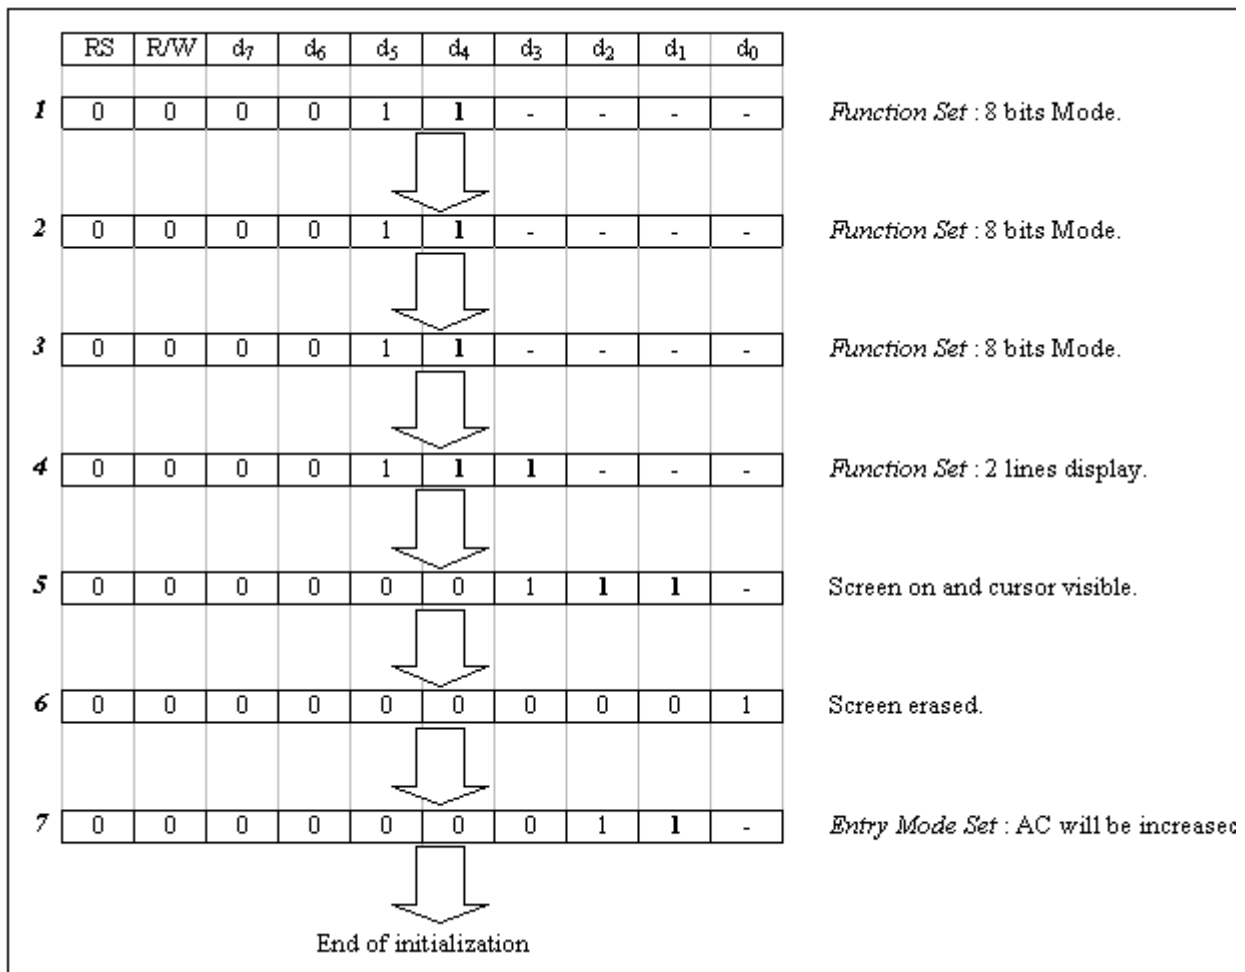 RS R/W d7 d6 d5 d4 d3 d2 d1 d0
1 0 0 0 0 1 1 - - - - Function Set : 8 bits Mode.
2 0 0 0 0 1 1 - - - - Function Set : 8 bits Mode.
3 0 0 0 0 1 1 - - - - Function Set : 8 bits Mode.
4 0 0 0 0 1 1 1 - - - Function Set : 2 lines display.
5 0 0 0 0 0 0 1 1 1 - Screen on and cursor visible.
6 0 0 0 0 0 0 0 0 0 1 Screen erased.
7 0 0 0 0 0 0 0 1 1 - Entry Mode Set : AC will be increased
End of initialization